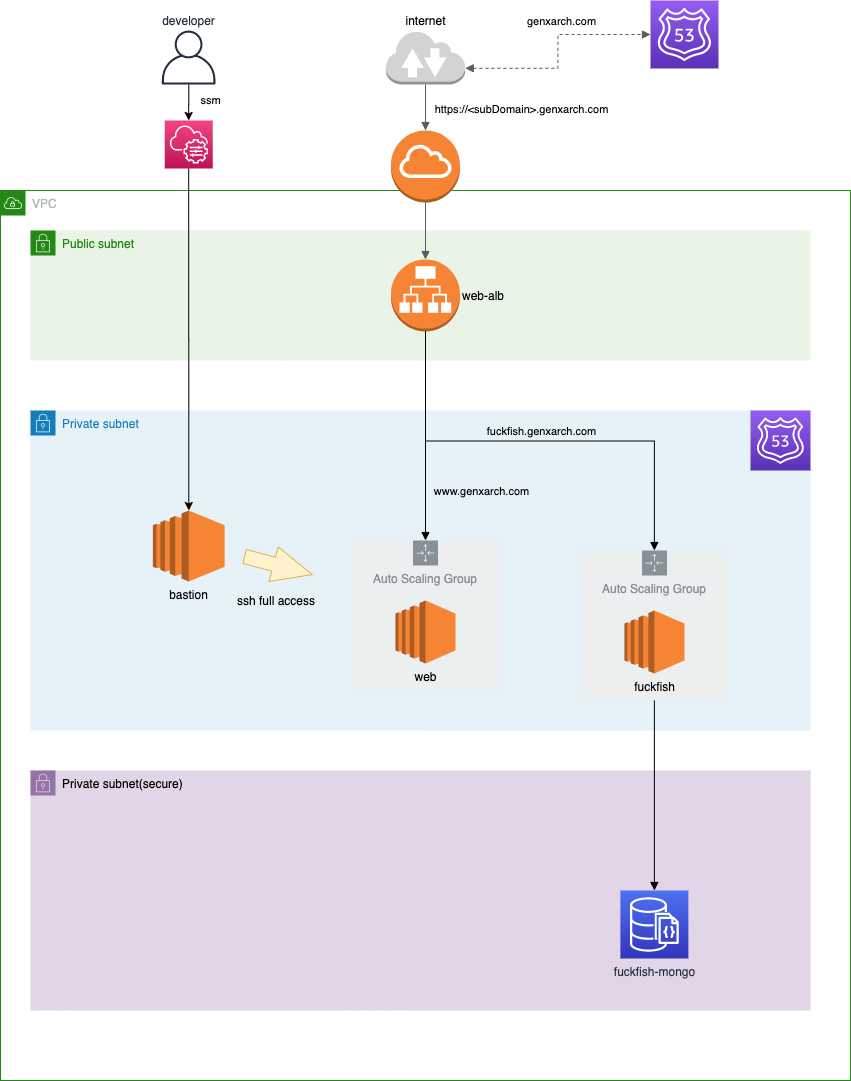 developer
internet
genxarch.com
53
ssm
https://<subDomain>.genxarch.com
VPC
Public subnet
web-alb
Private subnet
fuckfish.genxarch.com
53
www.genxarch.com
Auto Scaling Group
Auto Scaling Group
bastion
ssh full access
web
fuckfish
Private subnet(secure)
{}
fuckfish-mongo